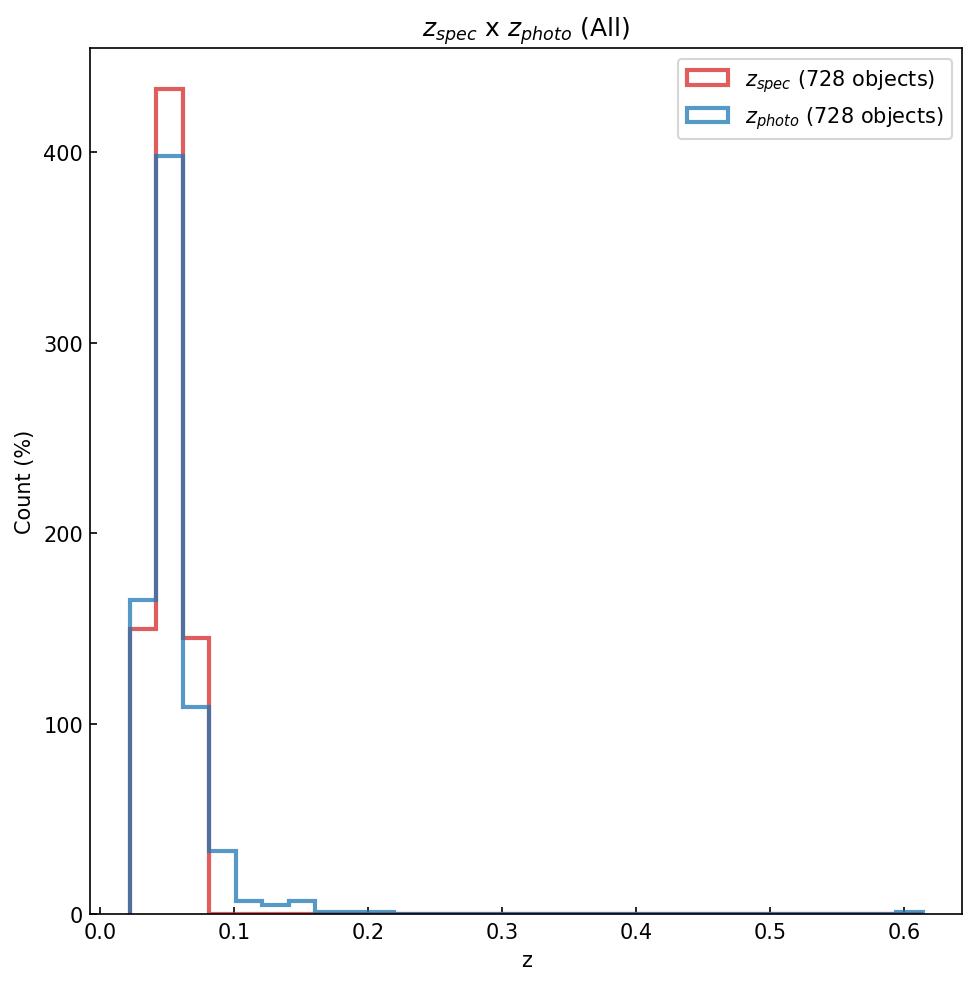 z_spec x z_photo (All)
z_spec (728 objects)
z_photo (728 objects)
Count (%)
400
300
200
100
0
0.0 0.1 0.2 0.3 0.4 0.5 0.6
z